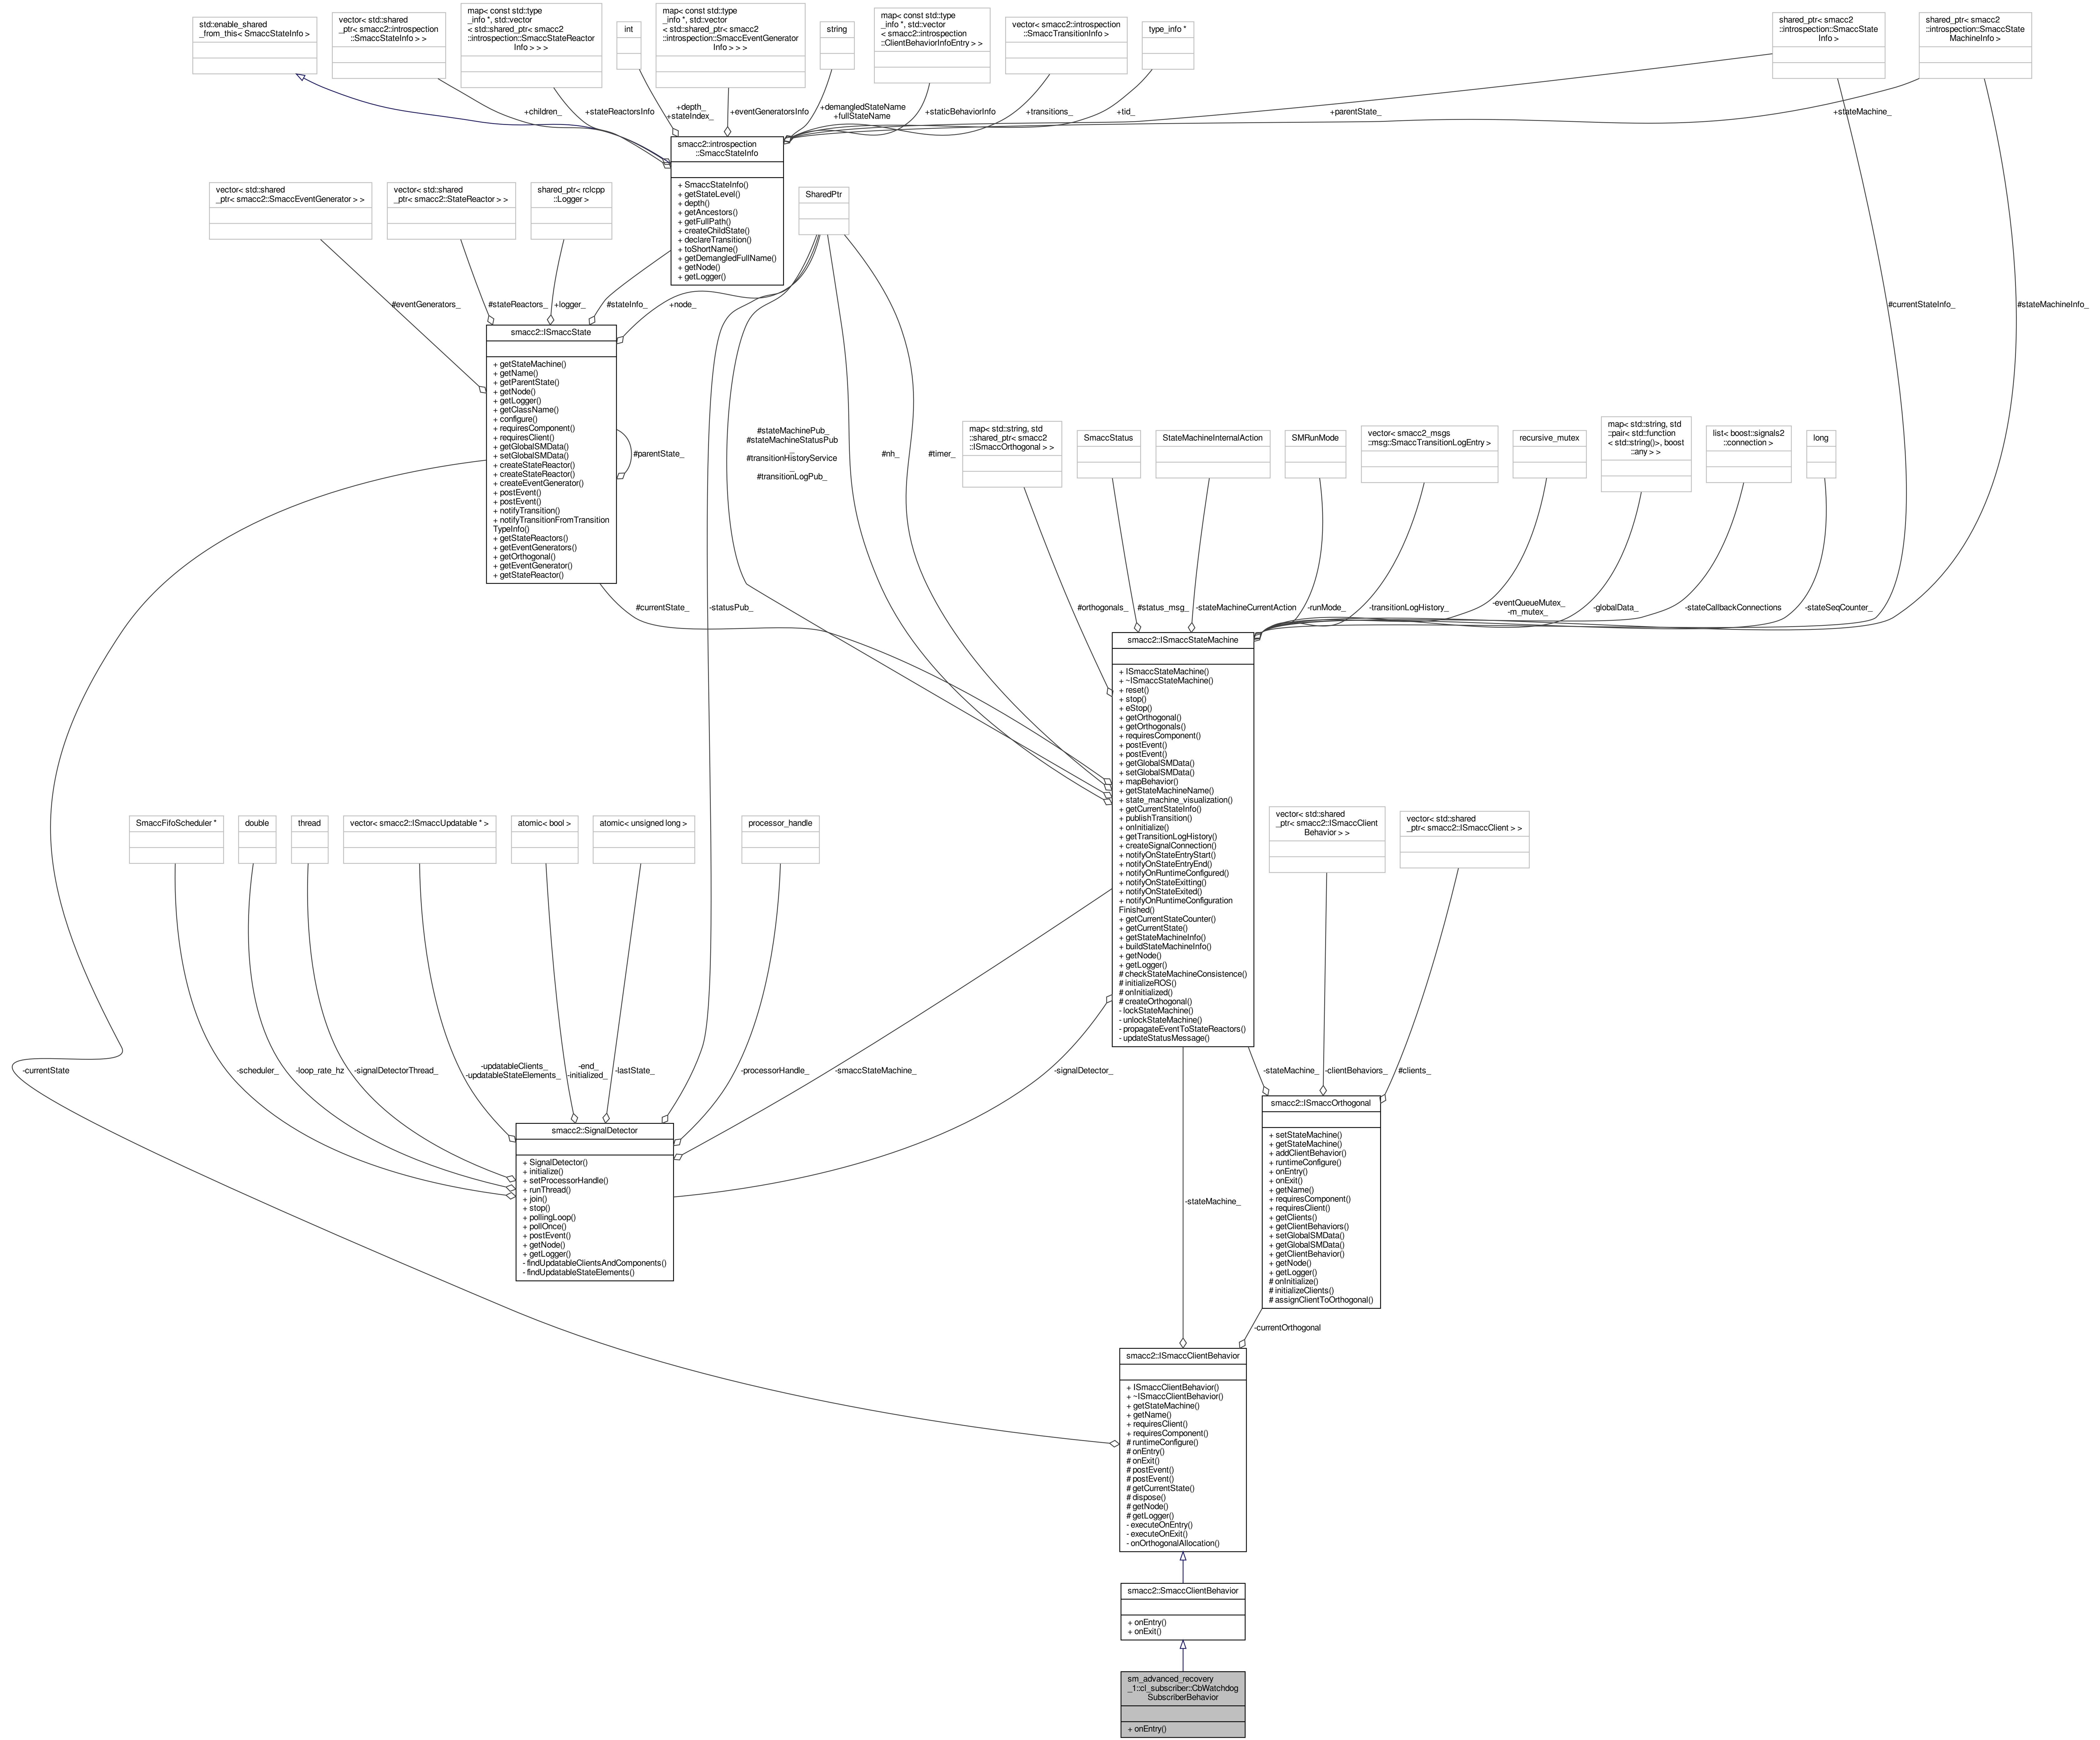 std::enable_shared
_from_this< SmaccStateInfo >
vector< std::shared
_ptr< smacc2::introspection
::SmaccStateInfo > >
map< const std::type
_info *, std::vector
< std::shared_ptr< smacc2
::introspection::SmaccStateReactor
Info > > >
int
map< const std::type
_info *, std::vector
< std::shared_ptr< smacc2
::introspection::SmaccEventGenerator
Info > > >
string
map< const std::type
_info *, std::vector
< smacc2::introspection
::ClientBehaviorInfoEntry > >
vector< smacc2::introspection
::SmaccTransitionInfo >
type_info *
shared_ptr< smacc2
::introspection::SmaccState
Info >
shared_ptr< smacc2
::introspection::SmaccState
MachineInfo >
+children_
+stateReactorsInfo
+depth_
+stateIndex_
+eventGeneratorsInfo
+demangledStateName
+fullStateName
+staticBehaviorInfo
+transitions_
+tid_
+parentState_
+stateMachine_
smacc2::introspection
::SmaccStateInfo
+ SmaccStateInfo()
+ getStateLevel()
+ depth()
+ getAncestors()
+ getFullPath()
+ createChildState()
+ declareTransition()
+ toShortName()
+ getDemangledFullName()
+ getNode()
+ getLogger()
vector< std::shared
_ptr< smacc2::SmaccEventGenerator > >
vector< std::shared
_ptr< smacc2::StateReactor > >
shared_ptr< rclcpp
::Logger >
SharedPtr
#eventGenerators_
#stateReactors_
+logger_
#stateInfo_
+node_
#currentStateInfo_
#stateMachineInfo_
smacc2::ISmaccState
+ getStateMachine()
+ getName()
+ getParentState()
+ getNode()
+ getLogger()
+ getClassName()
+ configure()
+ requiresComponent()
+ requiresClient()
+ getGlobalSMData()
+ setGlobalSMData()
+ createStateReactor()
+ createStateReactor()
+ createEventGenerator()
+ postEvent()
+ postEvent()
+ notifyTransition()
+ notifyTransitionFromTransition
TypeInfo()
+ getStateReactors()
+ getEventGenerators()
+ getOrthogonal()
+ getEventGenerator()
+ getStateReactor()
#parentState_
#stateMachinePub_
#stateMachineStatusPub
_
#transitionHistoryService
_
#transitionLogPub_
#nh_
#timer_
map< std::string, std
::shared_ptr< smacc2
::ISmaccOrthogonal > >
SmaccStatus
StateMachineInternalAction
SMRunMode
vector< smacc2_msgs
::msg::SmaccTransitionLogEntry >
recursive_mutex
map< std::string, std
::pair< std::function
< std::string()>, boost
::any > >
list< boost::signals2
::connection >
long
#currentState_
-statusPub_
#orthogonals_
#status_msg_
-stateMachineCurrentAction
-runMode_
-transitionLogHistory_
-eventQueueMutex_
-m_mutex_
-globalData_
-stateCallbackConnections
-stateSeqCounter_
smacc2::ISmaccStateMachine
+ ISmaccStateMachine()
+ ~ISmaccStateMachine()
+ reset()
+ stop()
+ eStop()
+ getOrthogonal()
+ getOrthogonals()
+ requiresComponent()
+ postEvent()
+ postEvent()
+ getGlobalSMData()
+ setGlobalSMData()
+ mapBehavior()
+ getStateMachineName()
+ state_machine_visualization()
+ getCurrentStateInfo()
+ publishTransition()
+ onInitialize()
+ getTransitionLogHistory()
+ createSignalConnection()
+ notifyOnStateEntryStart()
+ notifyOnStateEntryEnd()
+ notifyOnRuntimeConfigured()
+ notifyOnStateExitting()
+ notifyOnStateExited()
+ notifyOnRuntimeConfiguration
Finished()
+ getCurrentStateCounter()
+ getCurrentState()
+ getStateMachineInfo()
+ buildStateMachineInfo()
+ getNode()
+ getLogger()
# checkStateMachineConsistence()
# initializeROS()
# onInitialized()
# createOrthogonal()
- lockStateMachine()
- unlockStateMachine()
- propagateEventToStateReactors()
- updateStatusMessage()
SmaccFifoScheduler *
double
thread
vector< smacc2::ISmaccUpdatable * >
atomic< bool >
atomic< unsigned long >
processor_handle
vector< std::shared
_ptr< smacc2::ISmaccClient
Behavior > >
vector< std::shared
_ptr< smacc2::ISmaccClient > >
-currentState
-scheduler_
-loop_rate_hz
-signalDetectorThread_
-updatableClients_
-updatableStateElements_
-end_
-initialized_
-lastState_
-processorHandle_
-smaccStateMachine_
-signalDetector_
-stateMachine_
-clientBehaviors_
#clients_
smacc2::SignalDetector
+ SignalDetector()
+ initialize()
+ setProcessorHandle()
+ runThread()
+ join()
+ stop()
+ pollingLoop()
+ pollOnce()
+ postEvent()
+ getNode()
+ getLogger()
- findUpdatableClientsAndComponents()
- findUpdatableStateElements()
smacc2::ISmaccOrthogonal
+ setStateMachine()
+ getStateMachine()
+ addClientBehavior()
+ runtimeConfigure()
+ onEntry()
+ onExit()
+ getName()
+ requiresComponent()
+ requiresClient()
+ getClients()
+ getClientBehaviors()
+ setGlobalSMData()
+ getGlobalSMData()
+ getClientBehavior()
+ getNode()
+ getLogger()
# onInitialize()
# initializeClients()
# assignClientToOrthogonal()
-stateMachine_
-currentOrthogonal
smacc2::ISmaccClientBehavior
+ ISmaccClientBehavior()
+ ~ISmaccClientBehavior()
+ getStateMachine()
+ getName()
+ requiresClient()
+ requiresComponent()
# runtimeConfigure()
# onEntry()
# onExit()
# postEvent()
# postEvent()
# getCurrentState()
# dispose()
# getNode()
# getLogger()
- executeOnEntry()
- executeOnExit()
- onOrthogonalAllocation()
smacc2::SmaccClientBehavior
+ onEntry()
+ onExit()
sm_advanced_recovery
_1::cl_subscriber::CbWatchdog
SubscriberBehavior
+ onEntry()